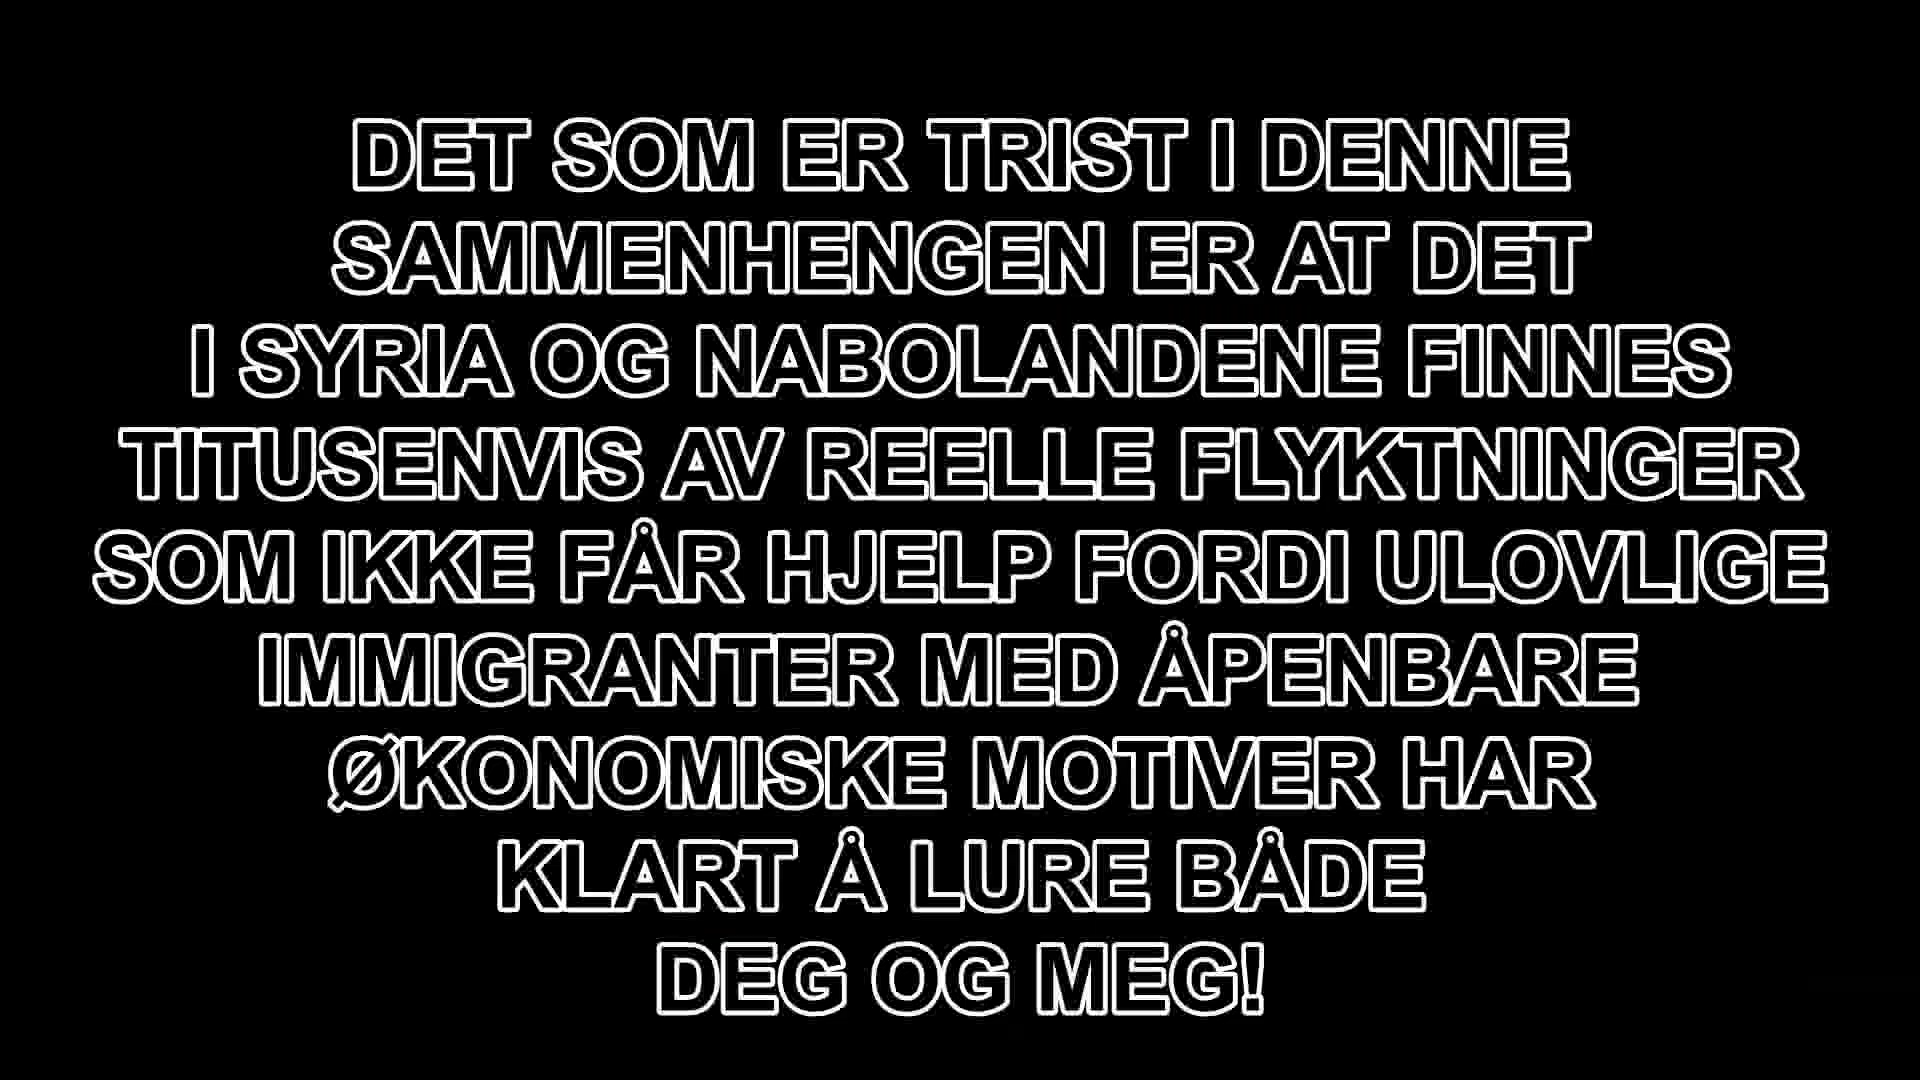 DET SOM ER TRIST I DENNE
SAMMENHENGEN ER AT DET
I SYRIA OG NABOLANDENE FINNES
TITUSENVIS AV REELLE FLYKTNINGER
SOM IKKE FÅR HJELP FORDI ULOVLIGE
IMMIGRANTER MED ÅPENBARE
ØKONOMISKE MOTIVER HAR
KLART Å LURE BÅDE
DEG OG MEG!